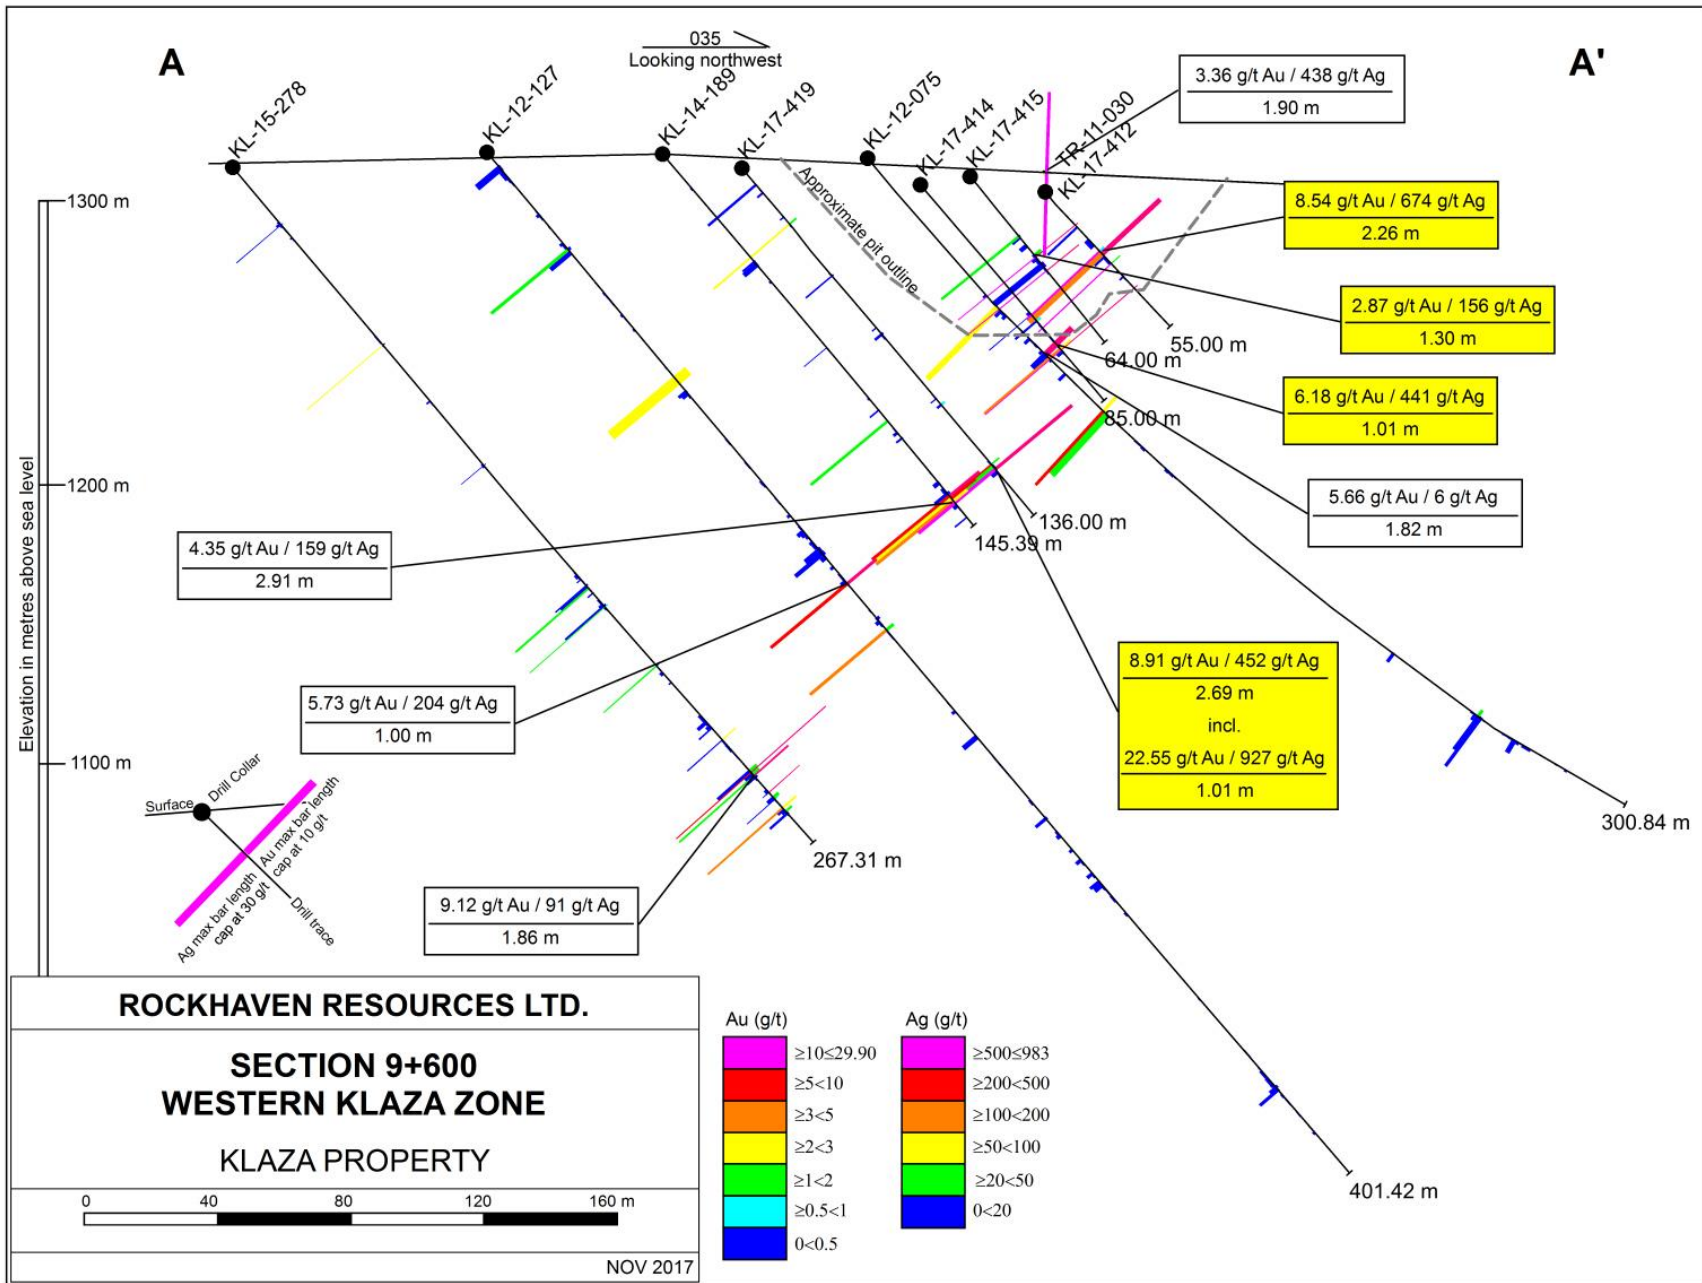 A
035
Looking northwest
A'
KL-15-278
KL-12-127
KL-14-189
KL-17-419
KL-12-075
KL-17-414
KL-17-415
TR-11-030
KL-17-412
3.36 g/t Au / 438 g/t Ag
1.90 m
8.54 g/t Au / 674 g/t Ag
2.26 m
2.87 g/t Au / 156 g/t Ag
1.30 m
6.18 g/t Au / 441 g/t Ag
1.01 m
5.66 g/t Au / 6 g/t Ag
1.82 m
8.91 g/t Au / 452 g/t Ag
2.69 m
incl.
22.55 g/t Au / 927 g/t Ag
1.01 m
4.35 g/t Au / 159 g/t Ag
2.91 m
5.73 g/t Au / 204 g/t Ag
1.00 m
9.12 g/t Au / 91 g/t Ag
1.86 m
Approximate pit outline
55.00 m
64.00 m
85.00 m
136.00 m
145.39 m
267.31 m
300.84 m
401.42 m
Elevation in metres above sea level
1300 m
1200 m
1100 m
Surface
Drill Collar
Au max bar length
cap at 10 g/t
Ag max bar length
cap at 30 g/t
Drill trace
ROCKHAVEN RESOURCES LTD.
SECTION 9+600
WESTERN KLAZA ZONE
KLAZA PROPERTY
0 40 80 120 160 m
NOV 2017
Au (g/t)
≥10≤29.90
≥5<10
≥3<5
≥2<3
≥1<2
≥0.5<1
0<0.5
Ag (g/t)
≥500≤983
≥200<500
≥100<200
≥50<100
≥20<50
0<20